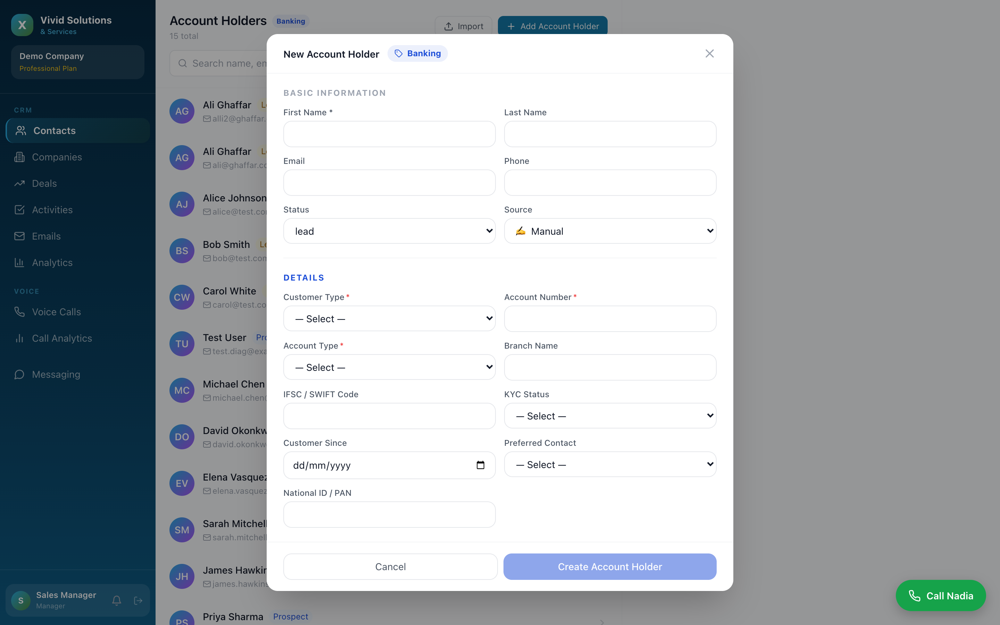 X
Vivid Solutions
& Services
Demo Company
Professional Plan
CRM
Contacts
Companies
Deals
Activities
Emails
Analytics
VOICE
Voice Calls
Call Analytics
Messaging
S
Sales Manager
Manager
Account Holders
Banking
15 total
Import
+ Add Account Holder
Search name, em
AG
Ali Ghaffar
alli2@ghaffar.
AG
Ali Ghaffar
ali@ghaffar.co
AJ
Alice Johnson
alice@test.co
BS
Bob Smith
bob@test.com
CW
Carol White
carol@test.co
TU
Test User
test.diag@exa
MC
Michael Chen
michael.chen
DO
David Okonkw
david.okonkw
EV
Elena Vasquez
elena.vasquez
SM
Sarah Mitchell
sarah.mitchell
JH
James Hawkin
james.hawkins
PS
Priya Sharma
Prospect
New Account Holder
Banking
BASIC INFORMATION
First Name *
Last Name
Email
Phone
Status
lead
Source
✍️ Manual
DETAILS
Customer Type *
— Select —
Account Number *
Account Type *
— Select —
Branch Name
IFSC / SWIFT Code
KYC Status
— Select —
Customer Since
dd/mm/yyyy
Preferred Contact
— Select —
National ID / PAN
Cancel
Create Account Holder
Call Nadia